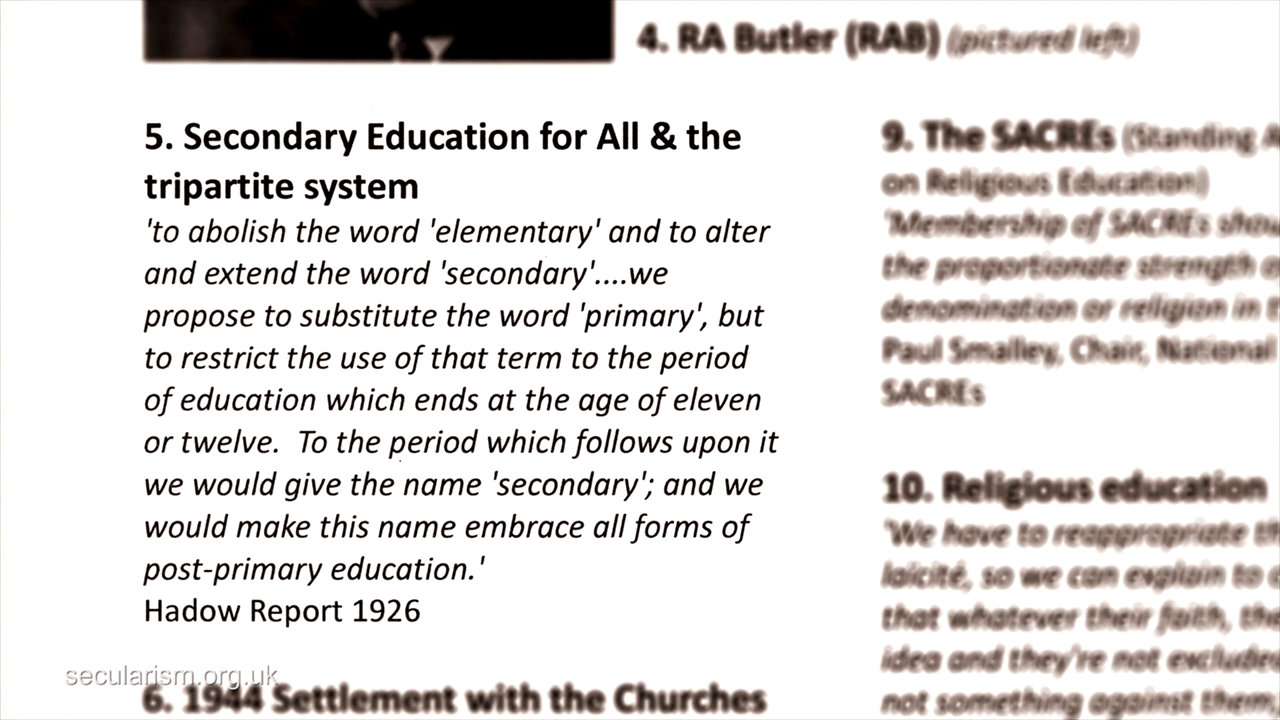 4. RA Butler (RAB) (pictured left)
5. Secondary Education for All & the
tripartite system
'to abolish the word 'elementary' and to alter
and extend the word 'secondary'....we
propose to substitute the word 'primary', but
to restrict the use of that term to the period
of education which ends at the age of eleven
or twelve.  To the period which follows upon it
we would give the name 'secondary'; and we
would make this name embrace all forms of
post-primary education.'
Hadow Report 1926
6. 1944 Settlement with the Churches
9. The SACREs (Standing
on Religious Education)
'Membership of SACREs
the proportionate strength
denomination or religion in
Paul Smalley, Chair, National
SACREs
10. Religious education
'We have to reappropriate
laïcité, so we can explain to
that whatever their faith,
idea and they're not excluded
not something against them,
secularism.org.uk